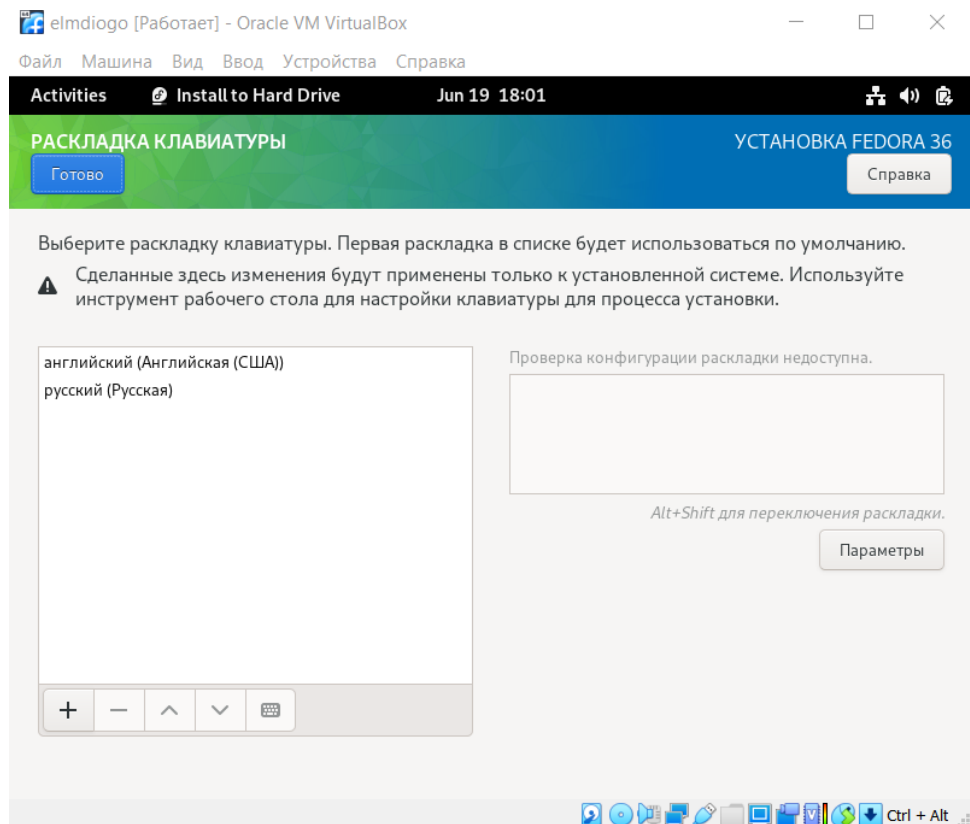 elmdiogo [Работает] - Oracle VM VirtualBox
Файл Машина Вид Ввод Устройства Справка
Activities Install to Hard Drive Jun 19 18:01
РАСКЛАДКА КЛАВИАТУРЫ УСТАНОВКА FEDORA 36
Готово Справка
Выберите раскладку клавиатуры. Первая раскладка в списке будет использоваться по умолчанию.
Сделанные здесь изменения будут применены только к установленной системе. Используйте
инструмент рабочего стола для настройки клавиатуры для процесса установки.
английский (Английская (США))
русский (Русская)
Проверка конфигурации раскладки недоступна.
Alt+Shift для переключения раскладки.
Параметры
Ctrl + Alt